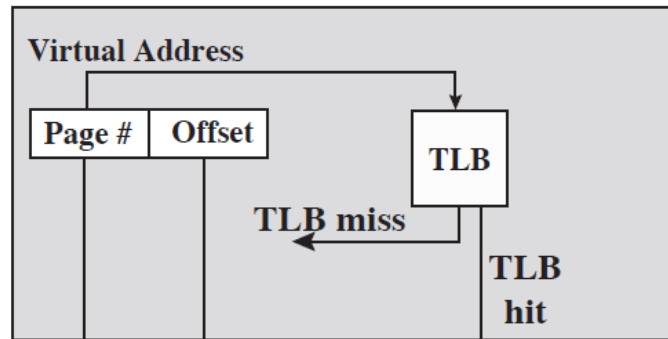 Virtual Address
Page # Offset
TLB
TLB miss
TLB
hit